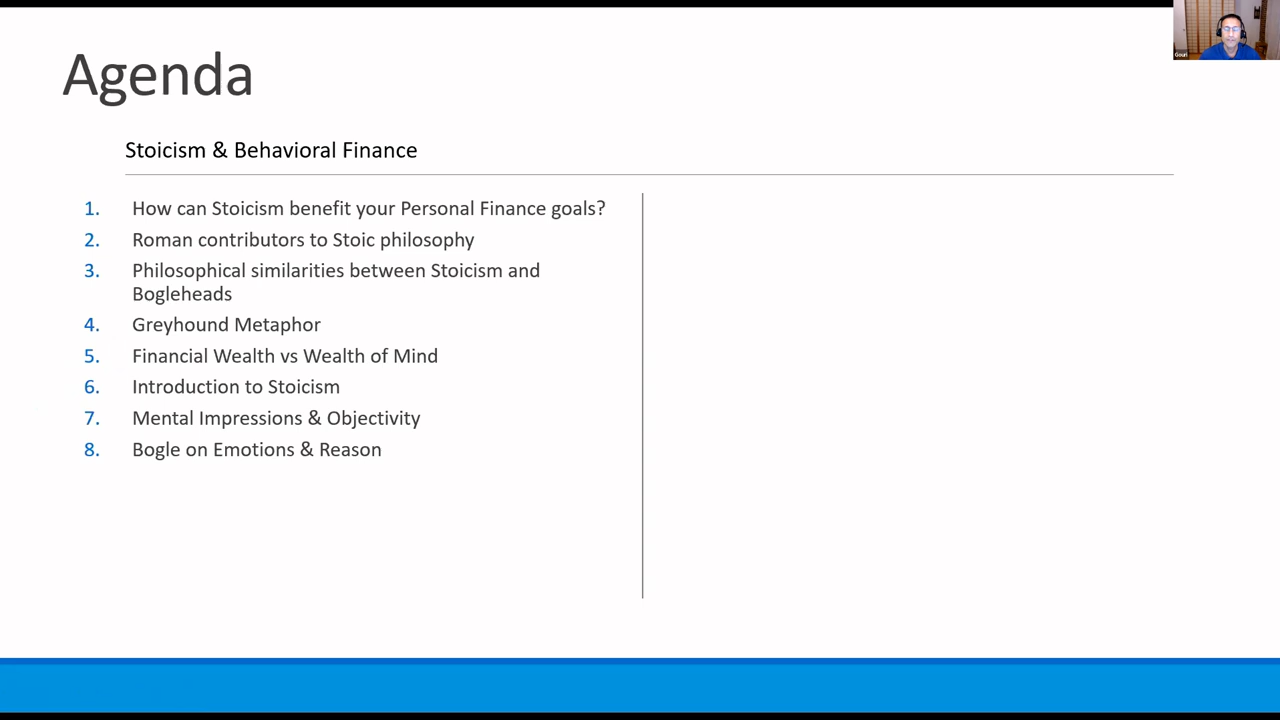 Agenda
Gouri
Stoicism & Behavioral Finance
1. How can Stoicism benefit your Personal Finance goals?
2. Roman contributors to Stoic philosophy
3. Philosophical similarities between Stoicism and
Bogleheads
4. Greyhound Metaphor
5. Financial Wealth vs Wealth of Mind
6. Introduction to Stoicism
7. Mental Impressions & Objectivity
8. Bogle on Emotions & Reason